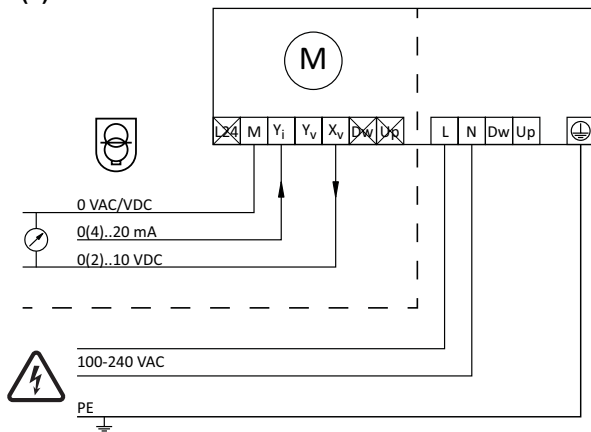 M
L24 M Yi Yv Xv Dw Up L N Dw Up
0 VAC/VDC
0(4)..20 mA
0(2)..10 VDC
100-240 VAC
PE